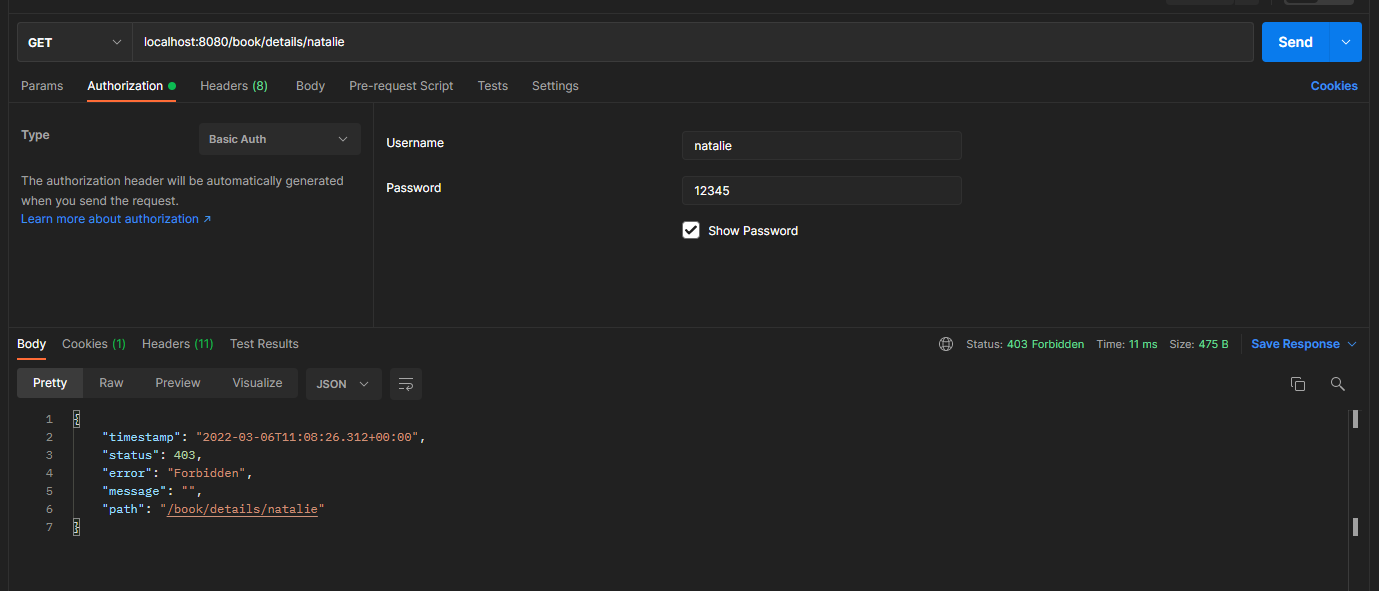 GET localhost:8080/book/details/natalie Send
Params Authorization Headers (8) Body Pre-request Script Tests Settings Cookies
Type Basic Auth
The authorization header will be automatically generated
when you send the request.
Learn more about authorization ↗
Username natalie
Password 12345
Show Password
Body Cookies (1) Headers (11) Test Results Status: 403 Forbidden Time: 11 ms Size: 475 B Save Response
Pretty Raw Preview Visualize JSON
1 {
2 "timestamp": "2022-03-06T11:08:26.312+00:00",
3 "status": 403,
4 "error": "Forbidden",
5 "message": "",
6 "path": "/book/details/natalie"
7 }